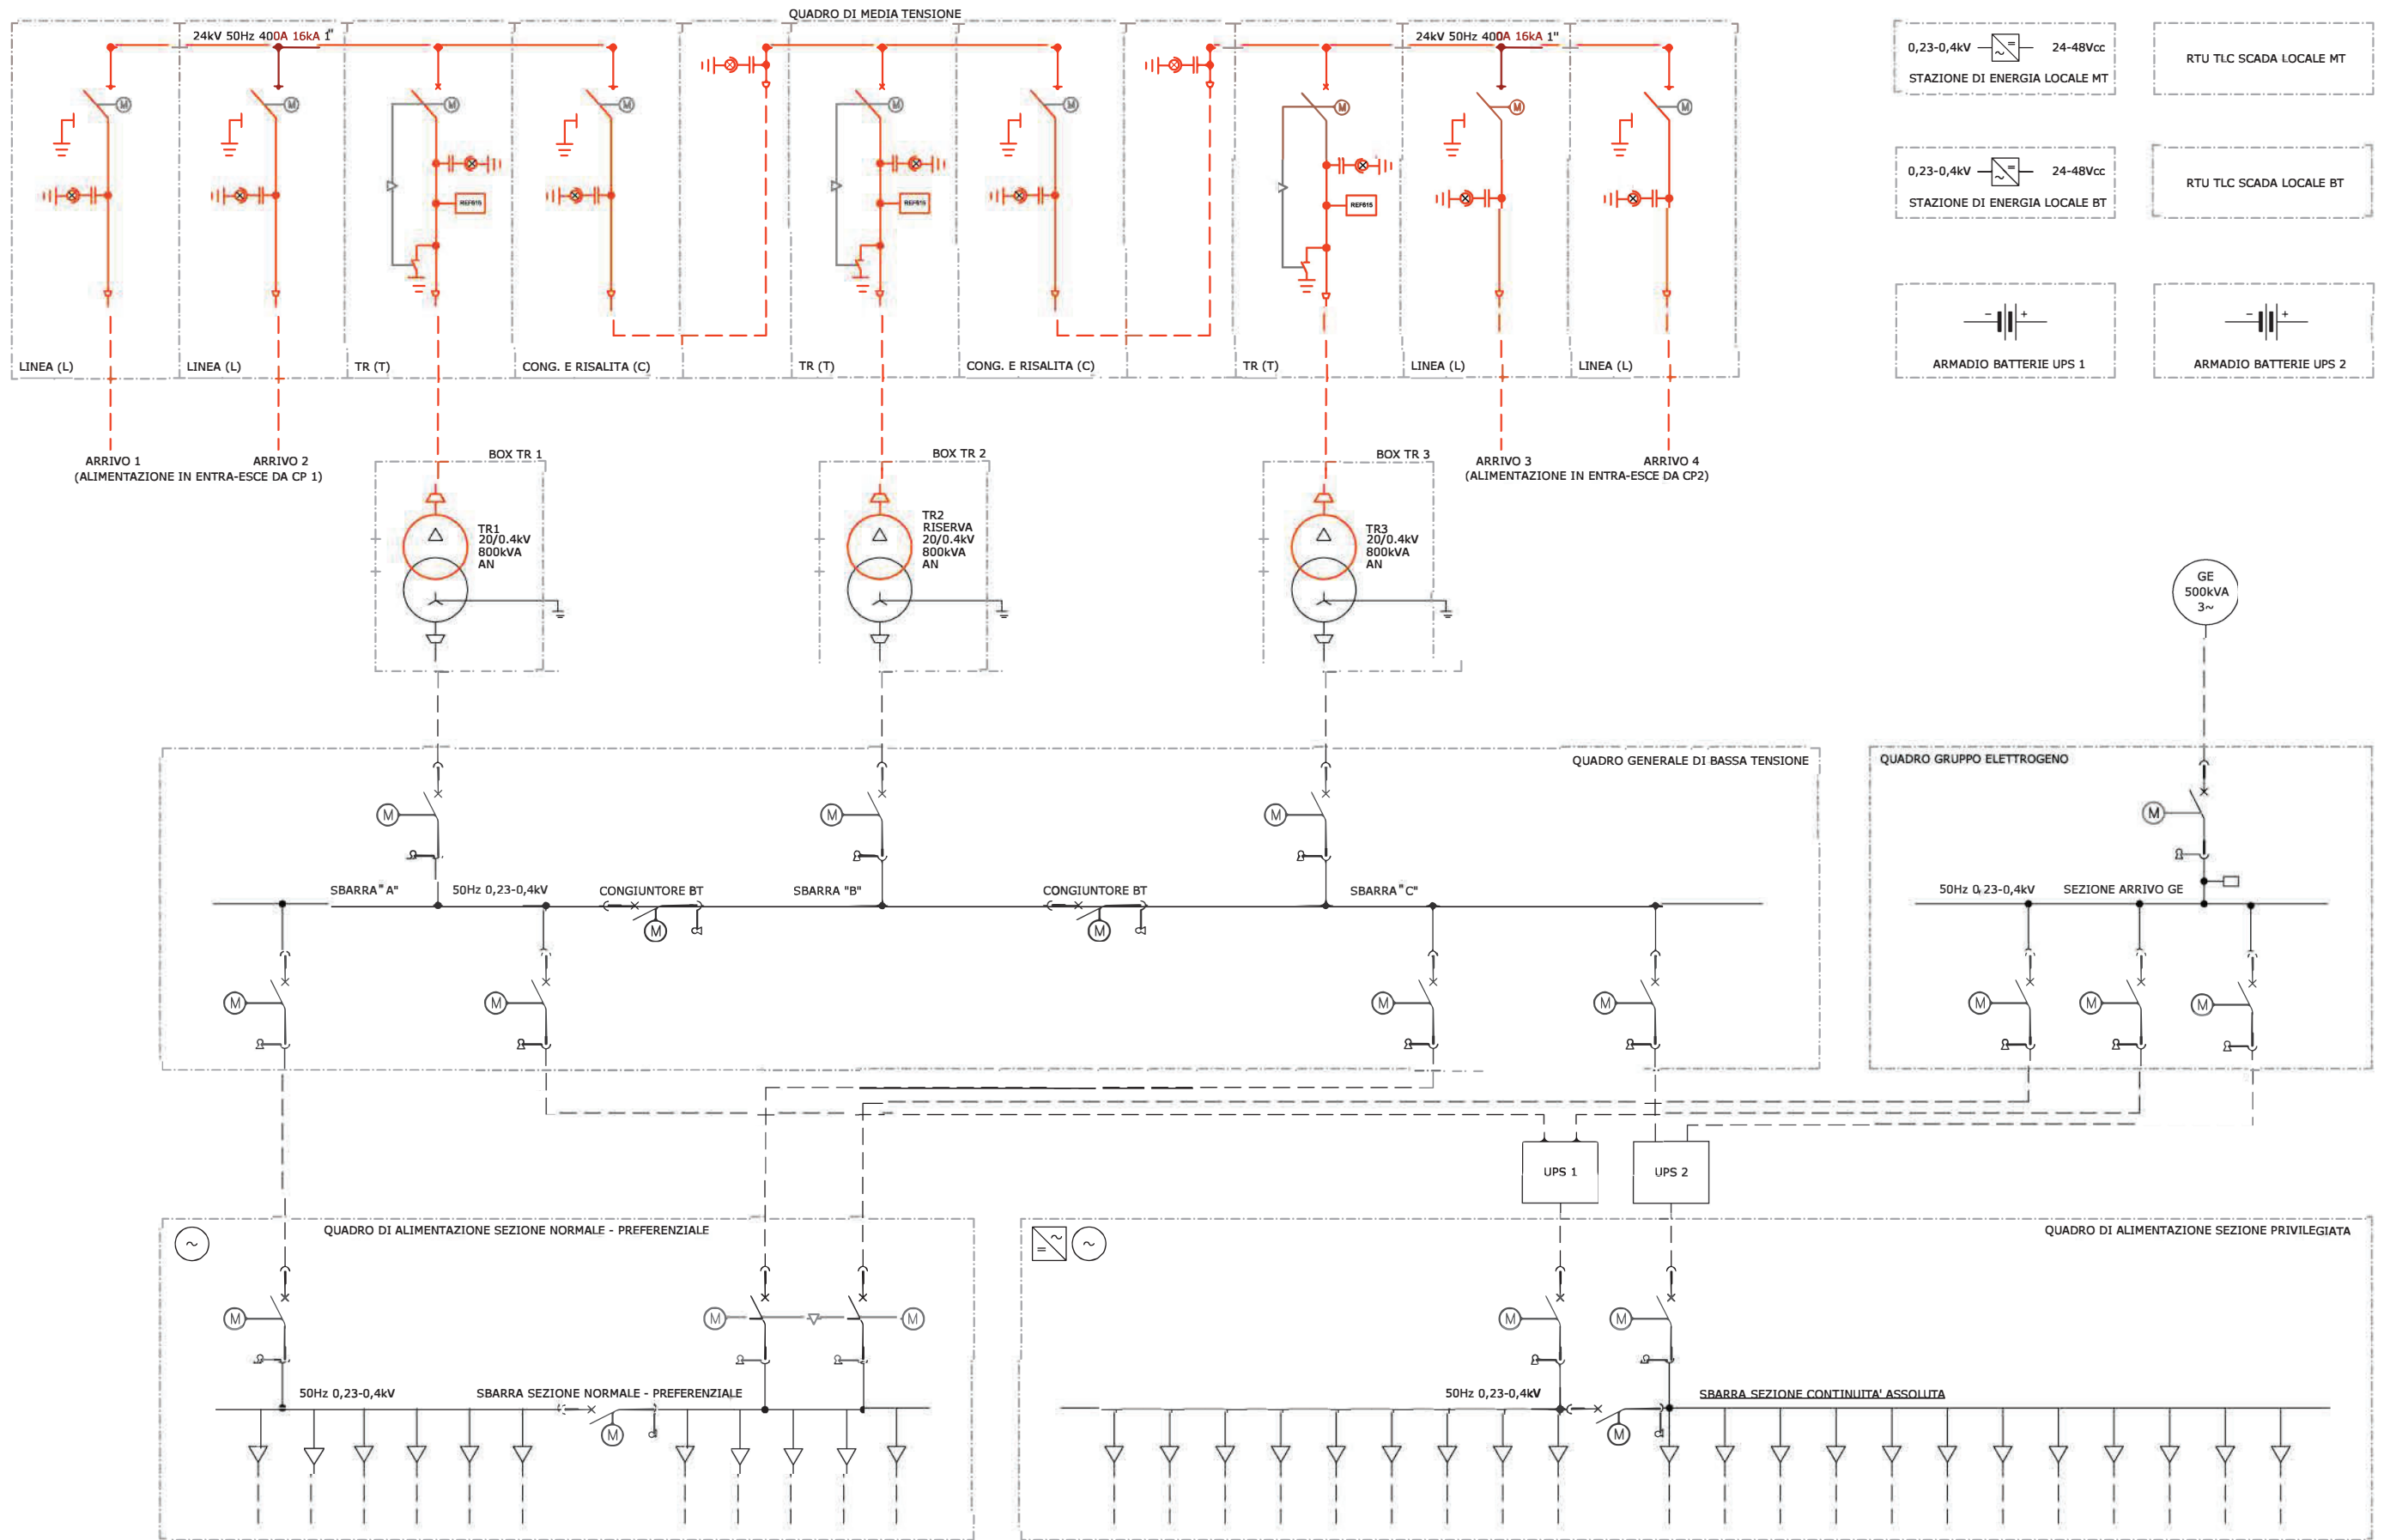 QUADRO DI MEDIA TENSIONE
24kV 50Hz 400A 16kA 1"
24kV 50Hz 400A 16kA 1"
M
M
M
M
M
M
M
M
M
REF615
REF615
REF615
LINEA (L)
LINEA (L)
TR (T)
CONG. E RISALITA (C)
TR (T)
CONG. E RISALITA (C)
TR (T)
LINEA (L)
LINEA (L)
0,23-0,4kV
24-48Vcc
STAZIONE DI ENERGIA LOCALE MT
RTU TLC SCADA LOCALE MT
0,23-0,4kV
24-48Vcc
STAZIONE DI ENERGIA LOCALE BT
RTU TLC SCADA LOCALE BT
- +
ARMADIO BATTERIE UPS 1
- +
ARMADIO BATTERIE UPS 2
ARRIVO 1
ARRIVO 2
(ALIMENTAZIONE IN ENTRA-ESCE DA CP 1)
ARRIVO 3
ARRIVO 4
(ALIMENTAZIONE IN ENTRA-ESCE DA CP2)
BOX TR 1
TR1
20/0.4kV
800kVA
AN
BOX TR 2
TR2
RISERVA
20/0.4kV
800kVA
AN
BOX TR 3
TR3
20/0.4kV
800kVA
AN
GE
500kVA
3~
QUADRO GENERALE DI BASSA TENSIONE
M
M
M
SBARRA "A"
50Hz 0,23-0,4kV
CONGIUNTORE BT
SBARRA "B"
CONGIUNTORE BT
SBARRA "C"
M
M
M
M
M
M
QUADRO GRUPPO ELETTROGENO
M
50Hz 0,23-0,4kV
SEZIONE ARRIVO GE
M
M
M
UPS 1
UPS 2
QUADRO DI ALIMENTAZIONE SEZIONE NORMALE - PREFERENZIALE
M
M
M
50Hz 0,23-0,4kV
SBARRA SEZIONE NORMALE - PREFERENZIALE
M
QUADRO DI ALIMENTAZIONE SEZIONE PRIVILEGIATA
M
M
50Hz 0,23-0,4kV
SBARRA SEZIONE CONTINUITA' ASSOLUTA
M